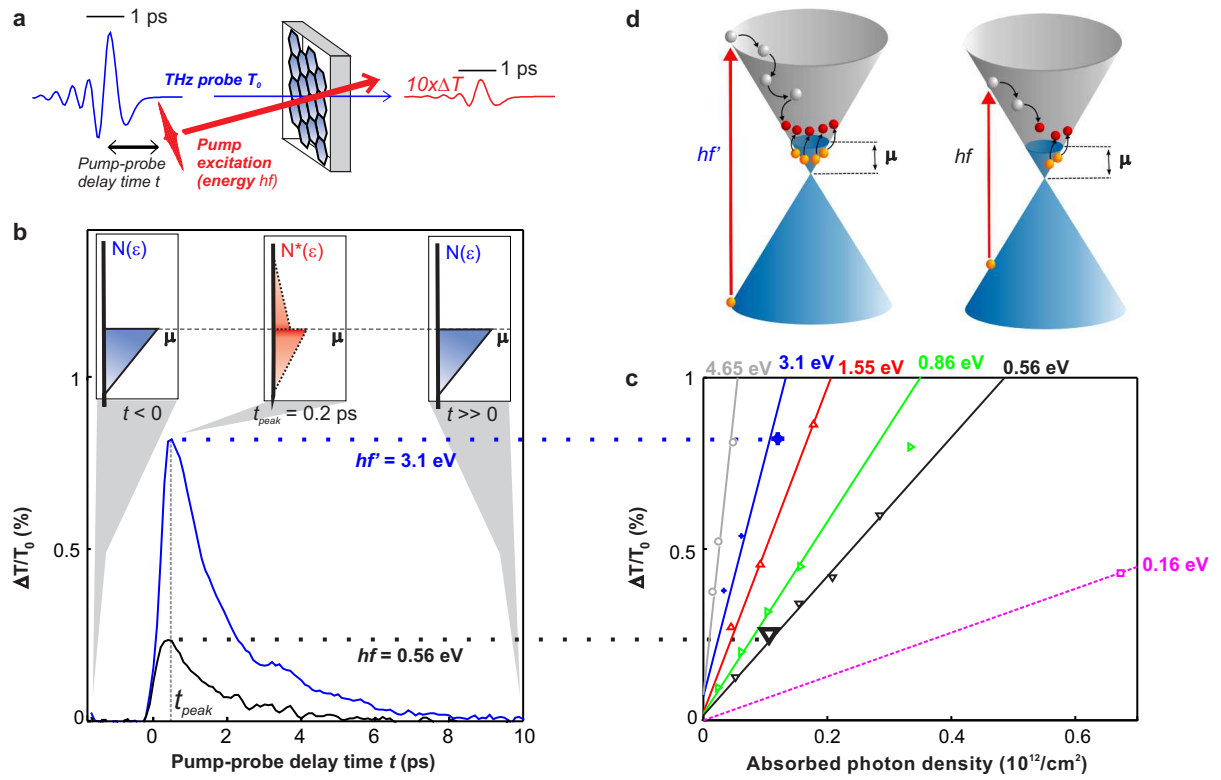 a
1 ps
THz probe T₀
1 ps
10xΔT
Pump-probe
delay time t
Pump
excitation
(energy hf)
b
N(ε)
N*(ε)
N(ε)
μ
μ
1
t < 0
t_peak = 0.2 ps
t >> 0
hf' = 3.1 eV
0.5
ΔT/T₀ (%)
hf = 0.56 eV
t_peak
0
0
2
4
6
8
10
Pump-probe delay time t (ps)
d
hf'
μ
hf
μ
c
4.65 eV
3.1 eV
1.55 eV
0.86 eV
0.56 eV
1
0.5
0.16 eV
ΔT/T₀ (%)
0
0
0.2
0.4
0.6
Absorbed photon density (10¹²/cm²)